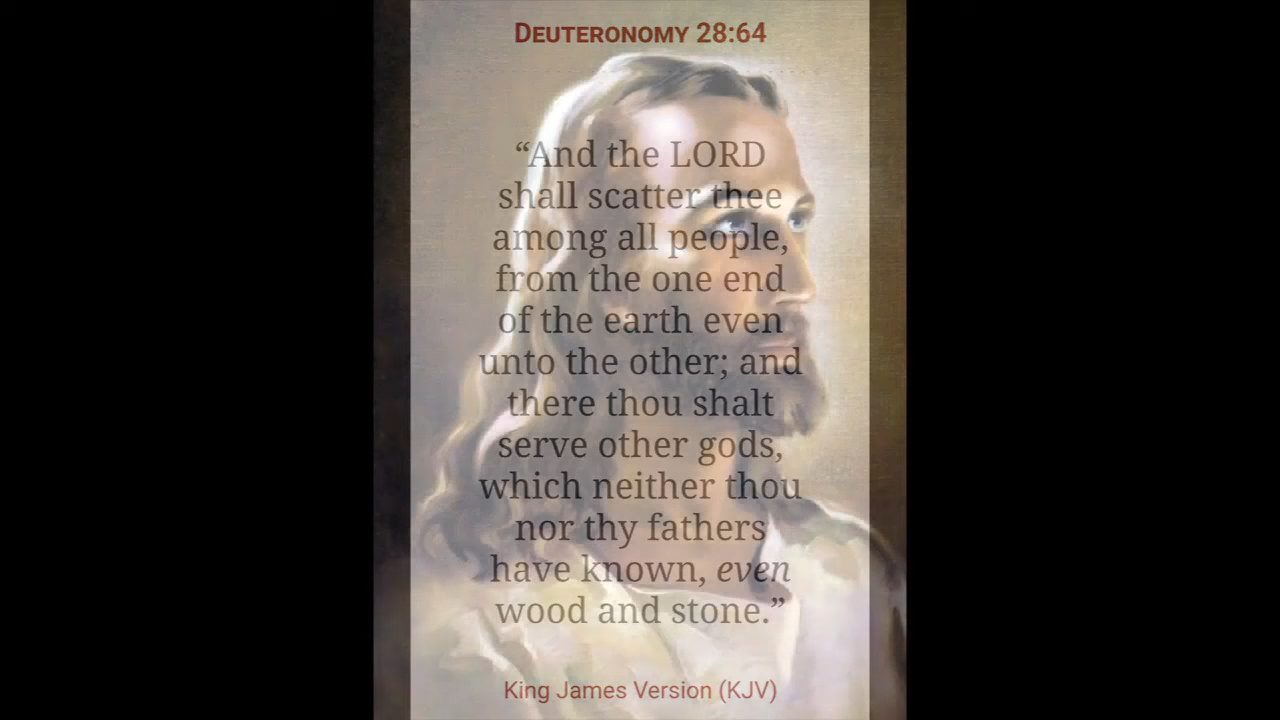 DEUTERONOMY 28:64
“And the LORD
shall scatter thee
among all people,
from the one end
of the earth even
unto the other; and
there thou shalt
serve other gods,
which neither thou
nor thy fathers
have known, even
wood and stone.”
King James Version (KJV)